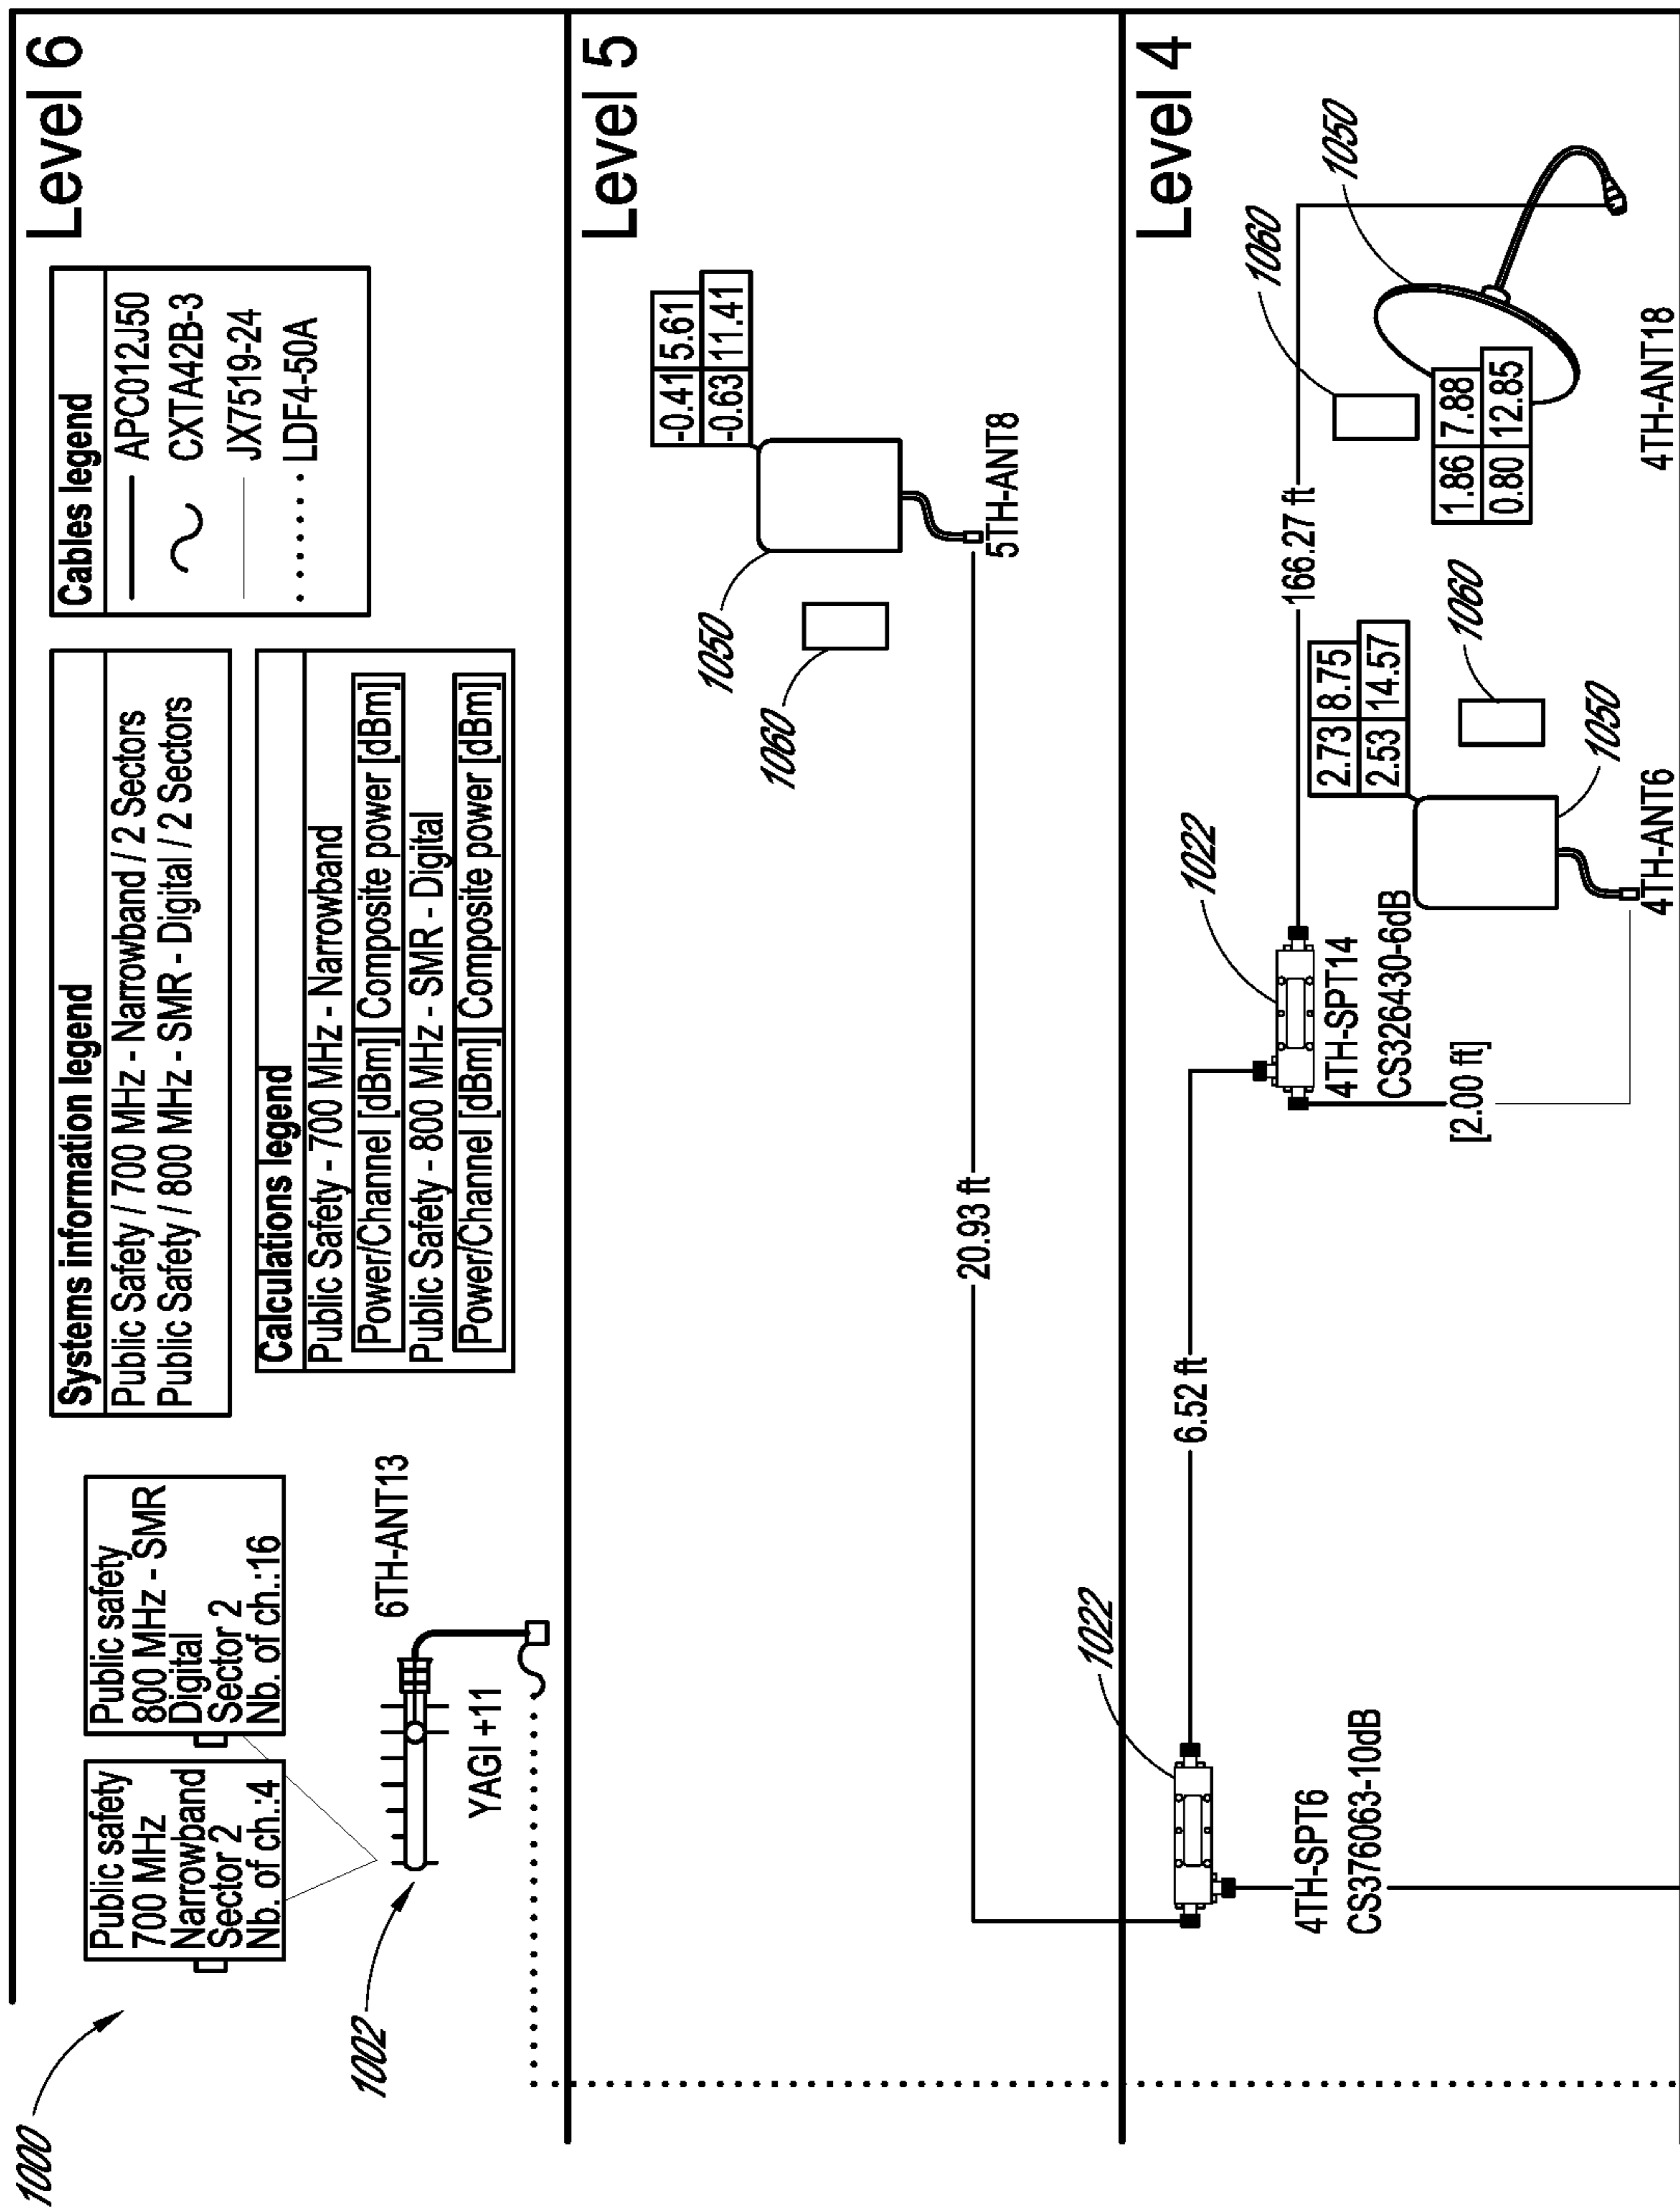 1000
Level 6
Public safety
700 MHz
Narrowband
Sector 2
Nb. of ch.:4
Public safety
800 MHz - SMR
Digital
Sector 2
Nb. of ch.:16
1002
6TH-ANT13
YAGI +11
Systems information legend
Public Safety / 700 MHz - Narrowband / 2 Sectors
Public Safety / 800 MHz - SMR - Digital / 2 Sectors
Calculations legend
Public Safety - 700 MHz - Narrowband
Power/Channel [dBm] Composite power [dBm]
Public Safety - 800 MHz - SMR - Digital
Power/Channel [dBm] Composite power [dBm]
Cables legend
APC012J50
CXTA42B-3
JX7519-24
LDF4-50A
Level 5
-0.41 5.61
-0.63 11.41
1050
1060
5TH-ANT8
20.93 ft
Level 4
1022
4TH-SPT6
CS376063-10dB
6.52 ft
1022
4TH-SPT14
CS326430-6dB
[2.00 ft]
166.27 ft
2.73 8.75
2.53 14.57
1060
1050
4TH-ANT6
1060
1050
1.86 7.88
0.80 12.85
4TH-ANT18